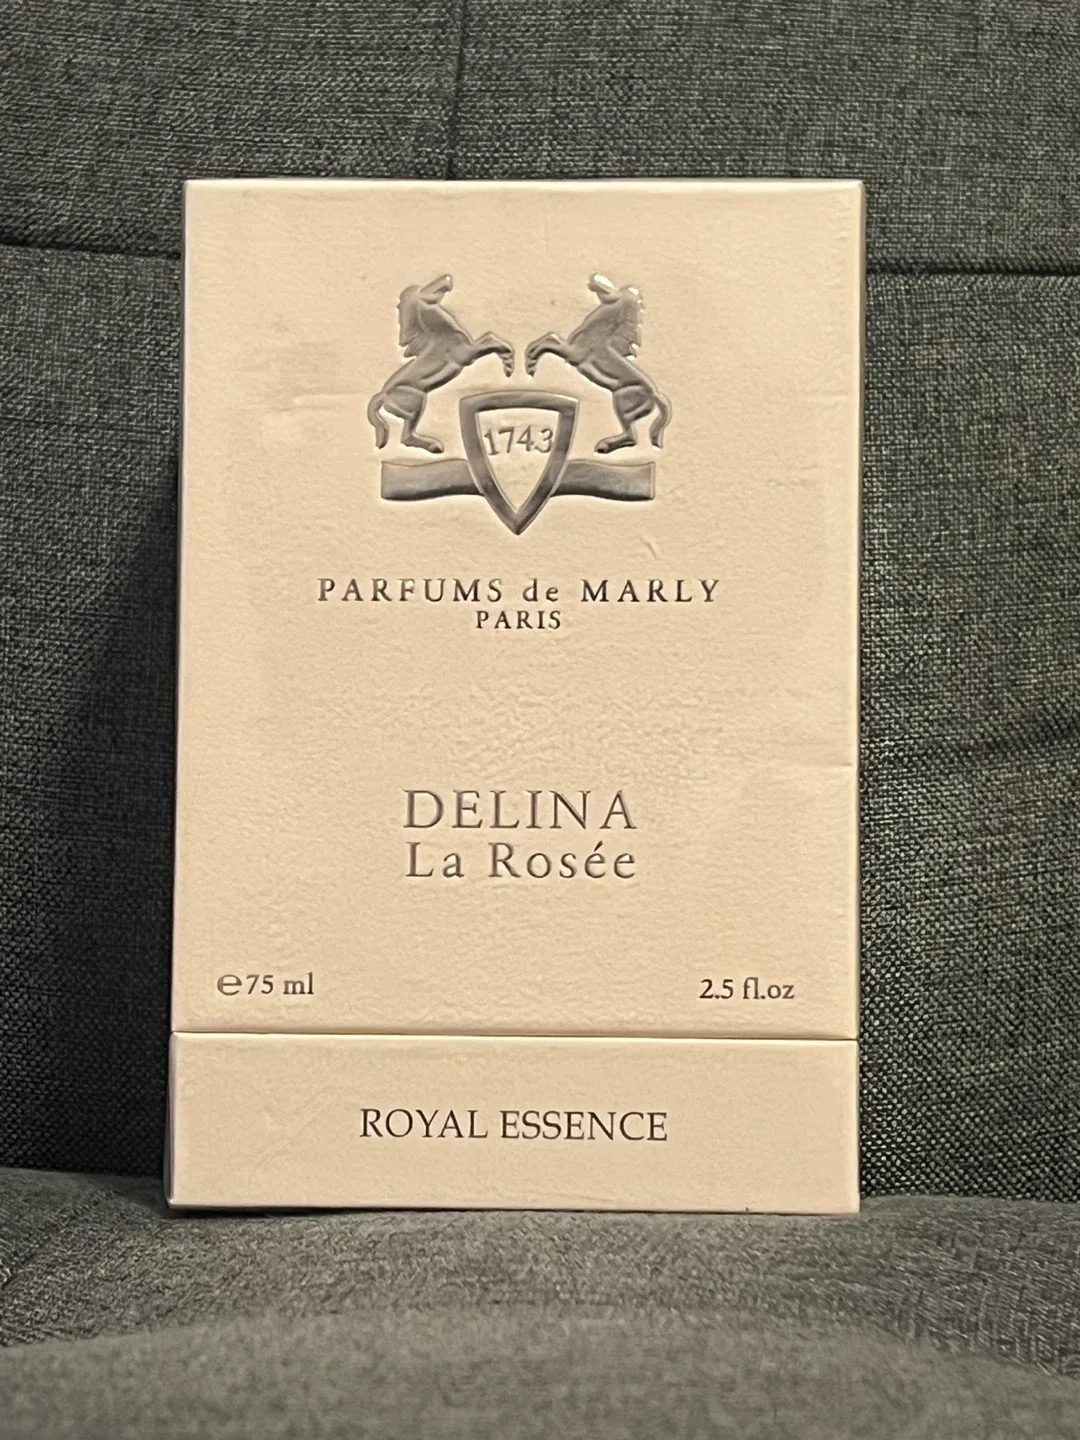 1743
PARFUMS de MARLY
PARIS
DELINA
La Rosée
℮75 ml 2.5 fl.oz
ROYAL ESSENCE